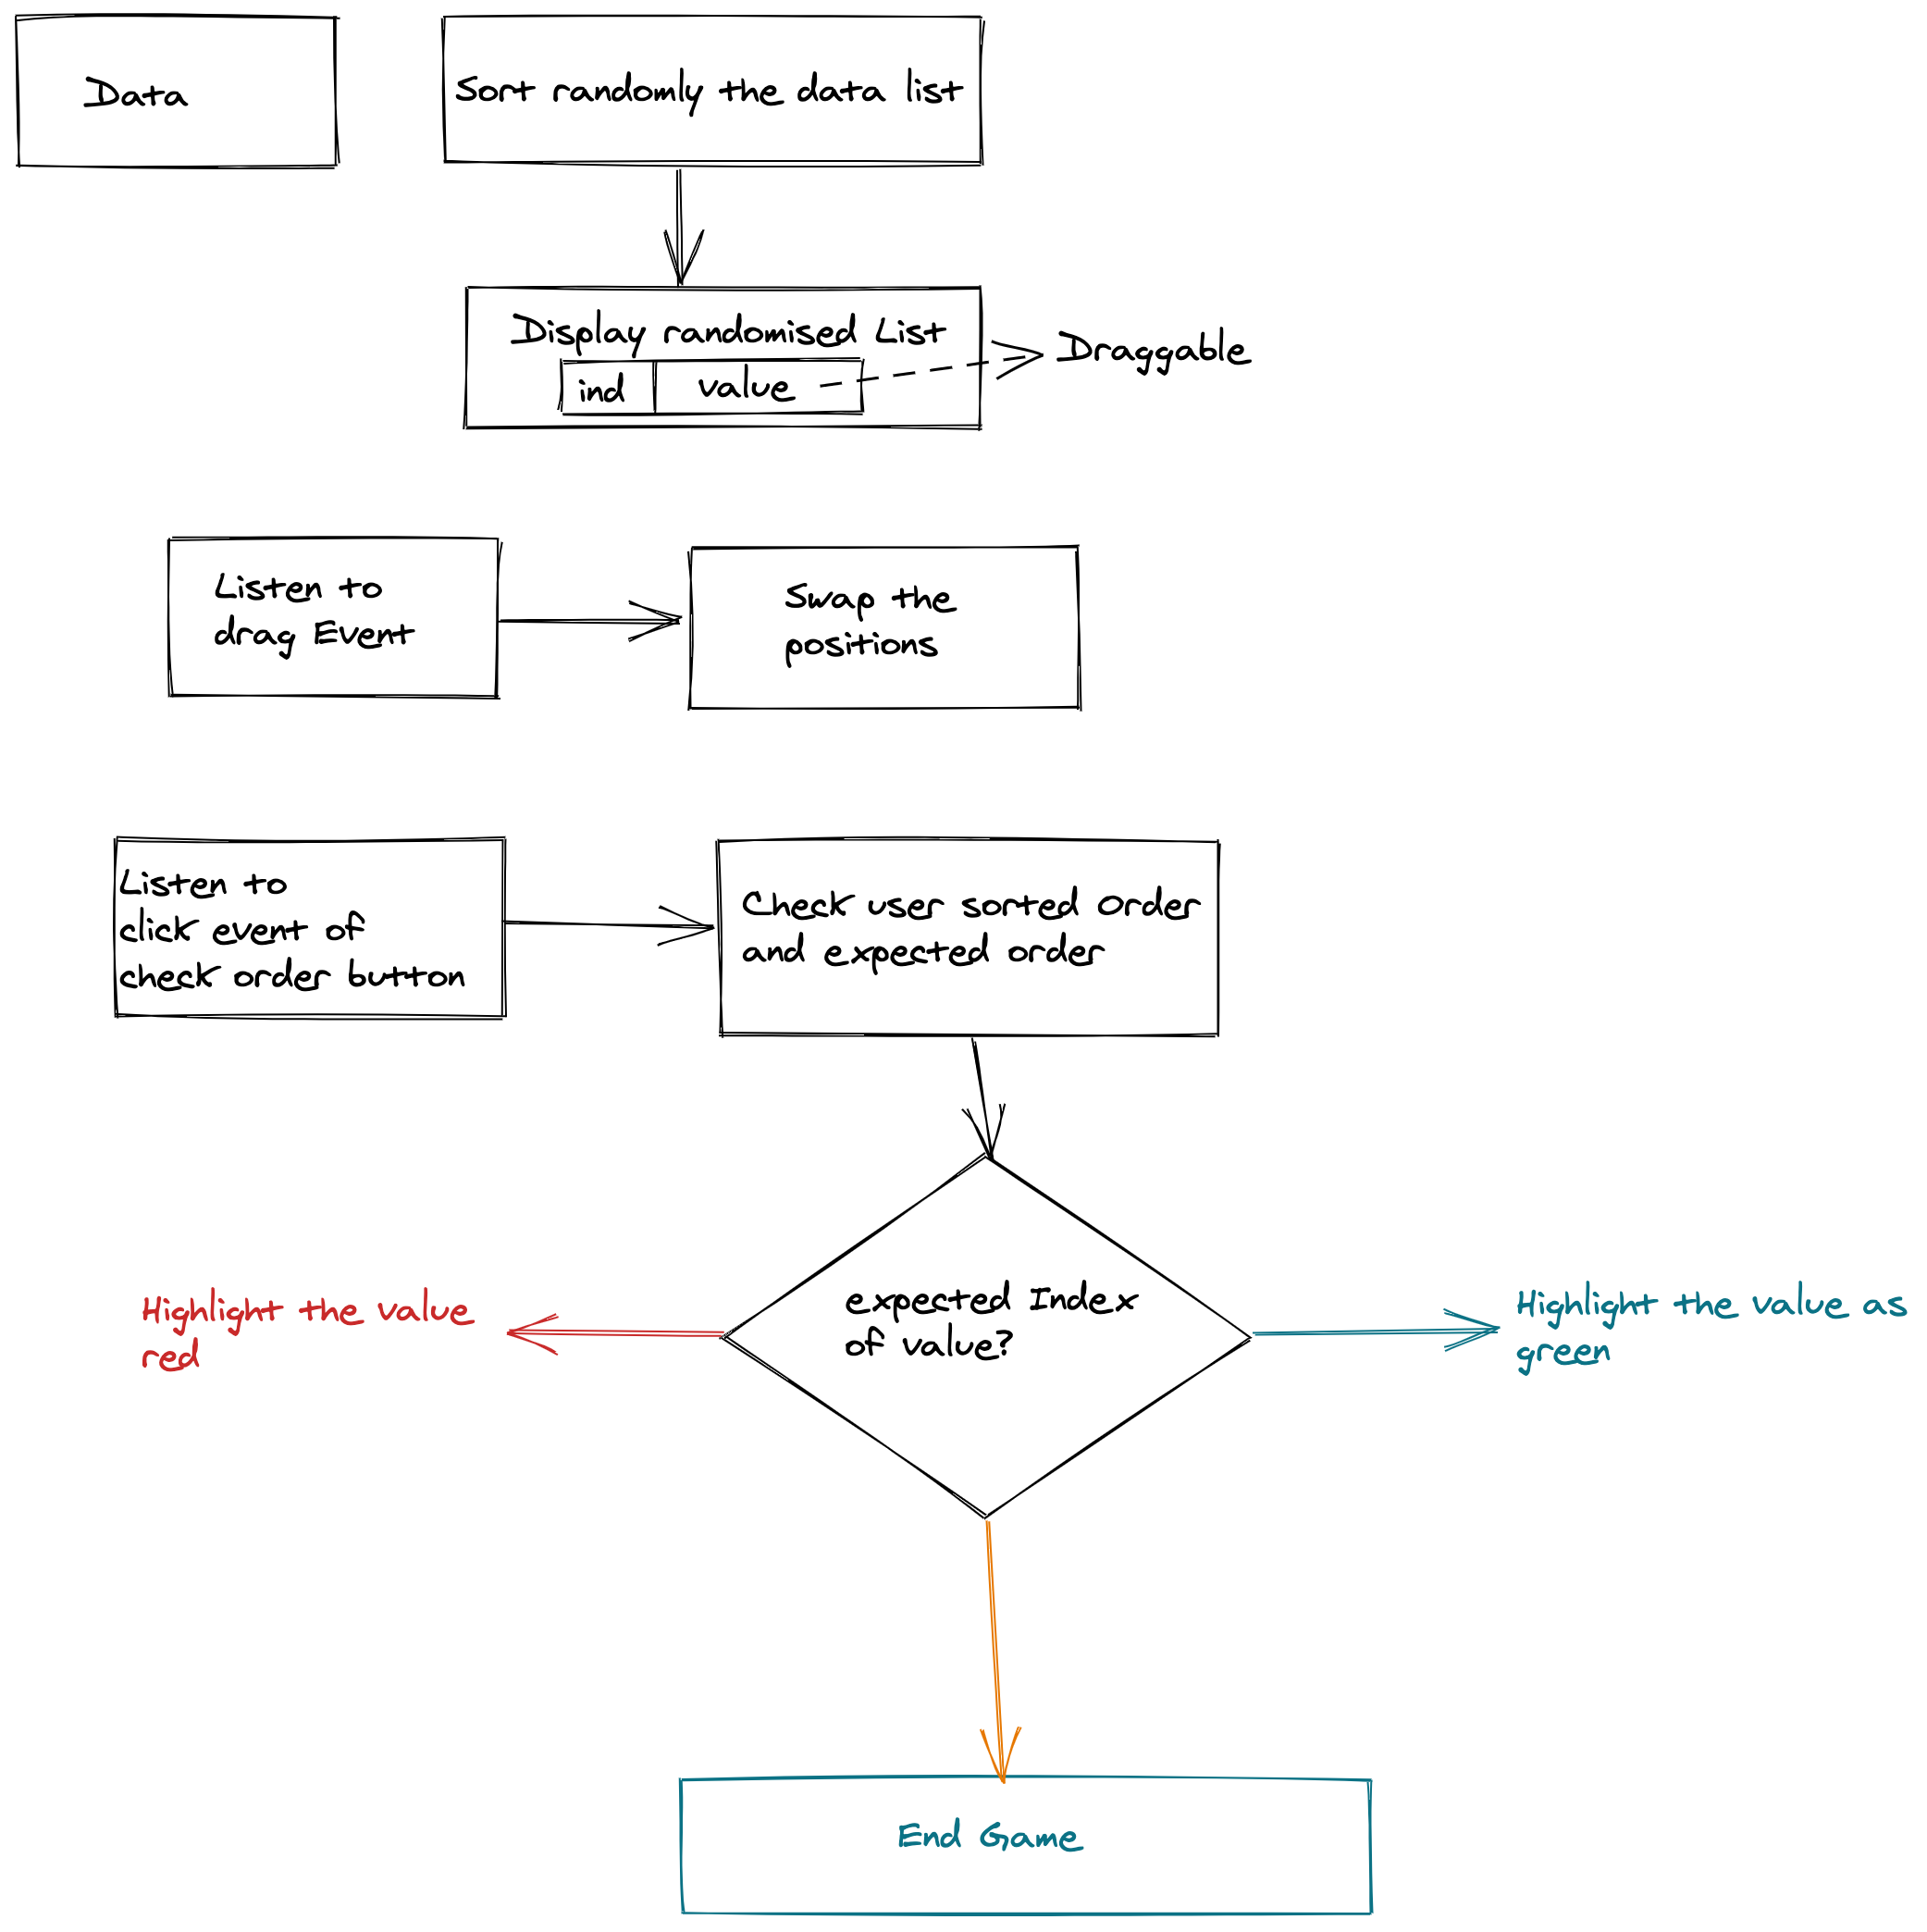 Data
Sort randomly the data list
Display randomised List
ind
value
Draggable
Listen to
drag Event
Swap the
positions
Listen to
click event of
check order button
Check user sorted order
and expected order
expected Index
of value?
Highlight the value
red
Highlight the value as
green
End Game